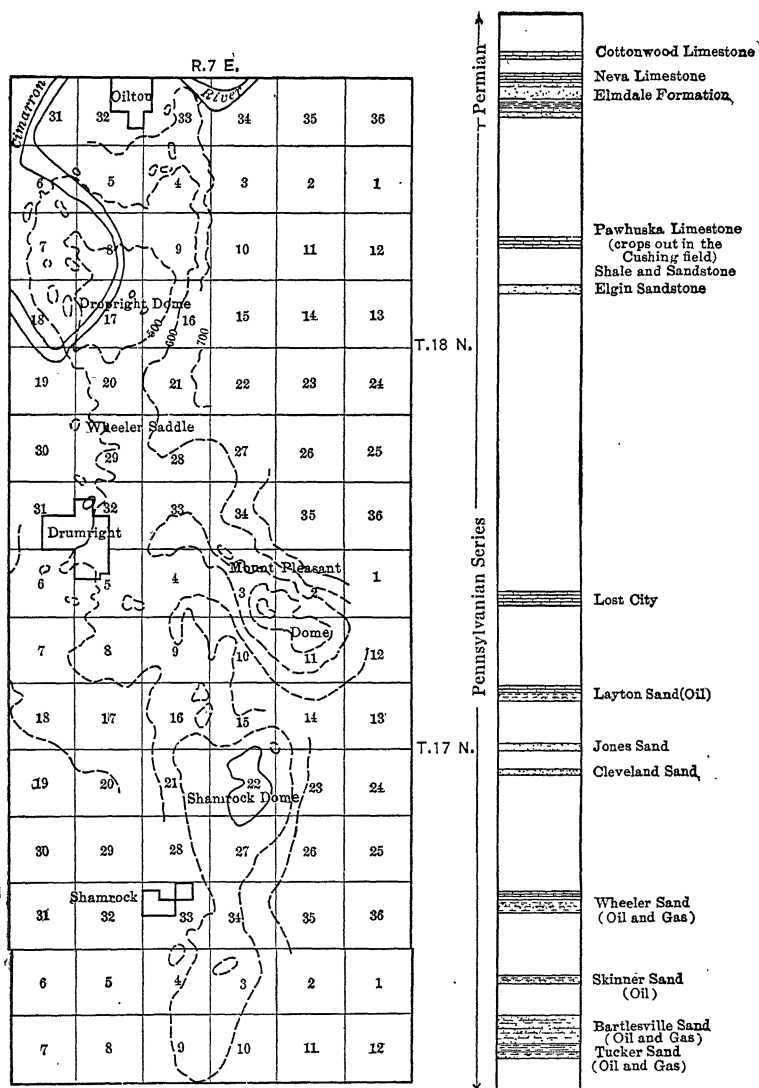 R.7 E.
Oilton
Cimarron
River
31 32 33 34 35 36
6 5 4 3 2 1
7 8 9 10 11 12
Dropright Dome
18 17 16 15 14 13
500
600
700
T.18 N.
19 20 21 22 23 24
Wheeler Saddle
30 29 28 27 26 25
31 32 33 34 35 36
Drumright
Mount Pleasant
6 5 4 3 2 1
Dome
7 8 9 10 11 12
18 17 16 15 14 13
T.17 N.
19 20 21 22 23 24
Shamrock Dome
30 29 28 27 26 25
Shamrock
31 32 33 34 35 36
6 5 4 3 2 1
7 8 9 10 11 12
Permian
Pennsylvanian Series
Cottonwood Limestone
Neva Limestone
Elmdale Formation
Pawhuska Limestone
(crops out in the
Cushing field)
Shale and Sandstone
Elgin Sandstone
Lost City
Layton Sand(Oil)
Jones Sand
Cleveland Sand
Wheeler Sand
(Oil and Gas)
Skinner Sand
(Oil)
Bartlesville Sand
(Oil and Gas)
Tucker Sand
(Oil and Gas)